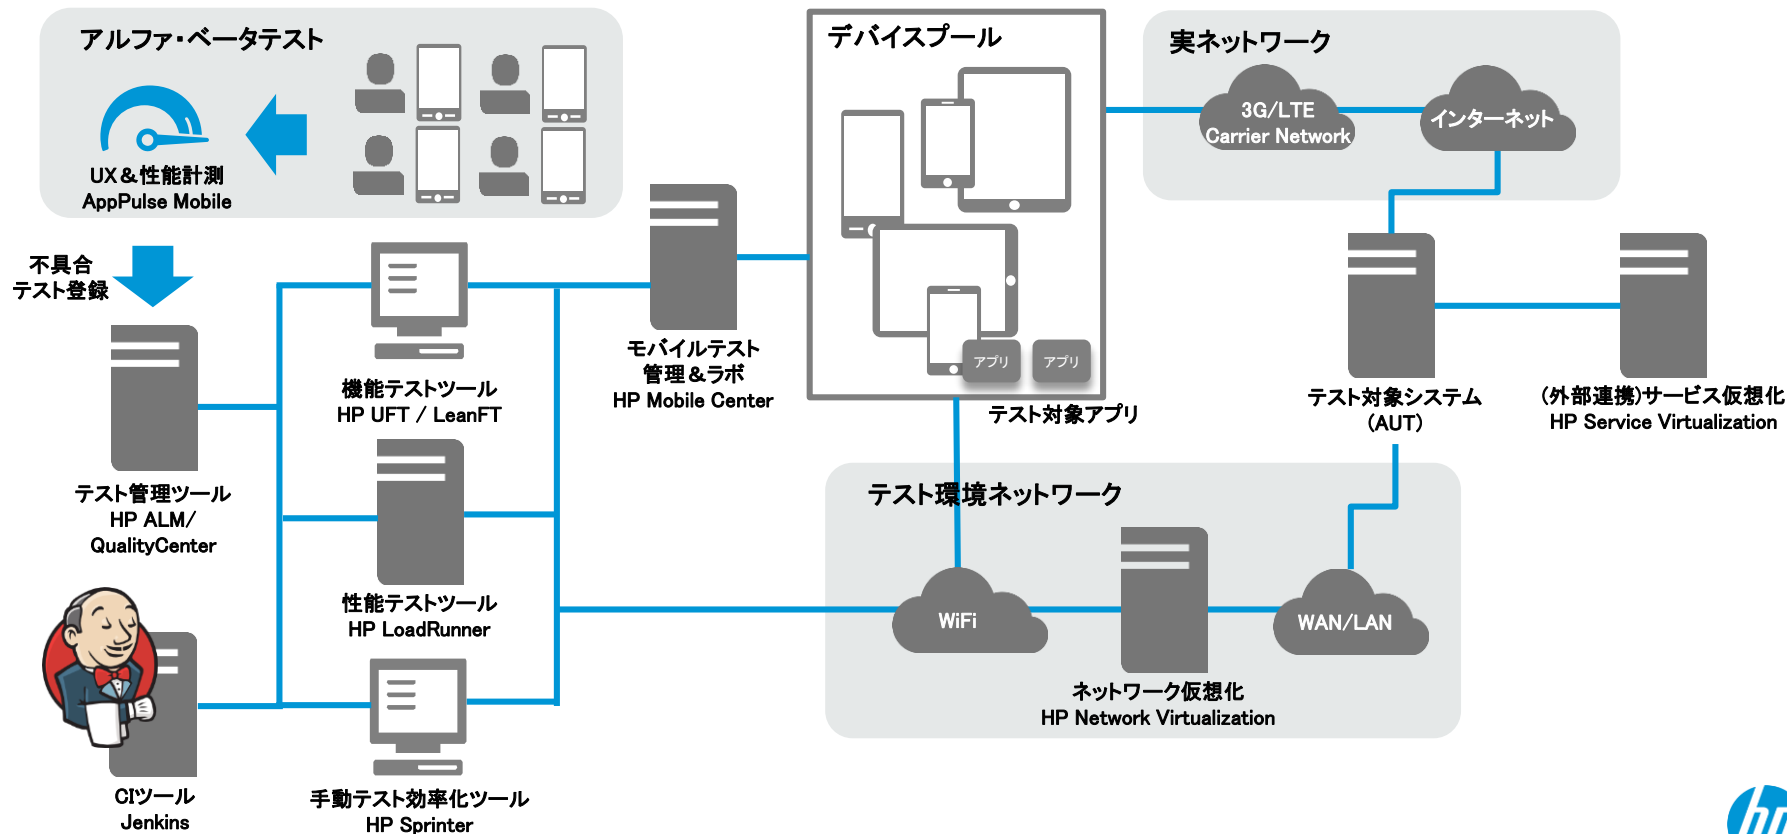 アルファ・ベータテスト
UX＆性能計測
AppPulse Mobile
不具合
テスト登録
テスト管理ツール
HP ALM/
QualityCenter
CIツール
Jenkins
機能テストツール
HP UFT / LeanFT
性能テストツール
HP LoadRunner
手動テスト効率化ツール
HP Sprinter
モバイルテスト
管理＆ラボ
HP Mobile Center
デバイスプール
アプリ
アプリ
テスト対象アプリ
実ネットワーク
3G/LTE
Carrier Network
インターネット
テスト対象システム
(AUT)
(外部連携)サービス仮想化
HP Service Virtualization
テスト環境ネットワーク
WiFi
ネットワーク仮想化
HP Network Virtualization
WAN/LAN
hp